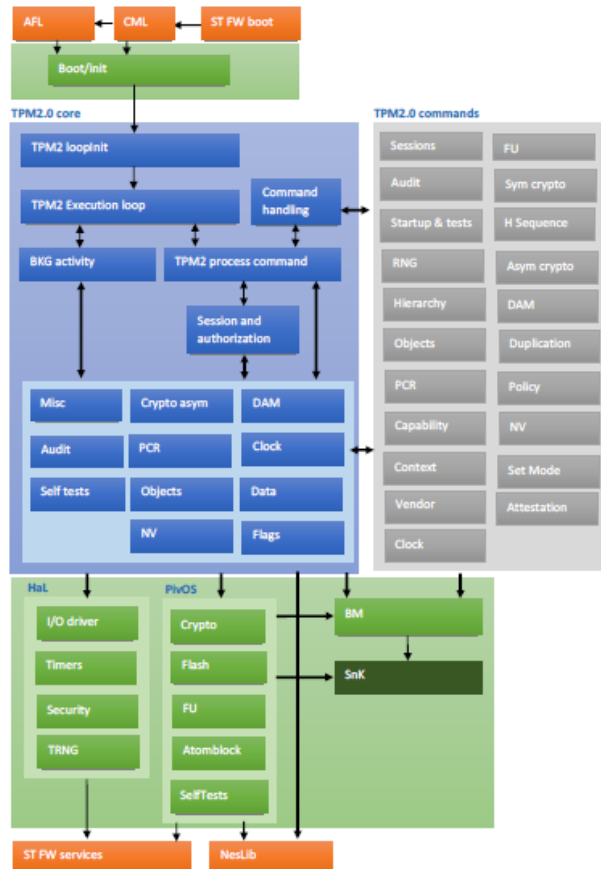 AFL
CML
ST FW boot
Boot/init
TPM2.0 core
TPM2.0 commands
TPM2 loopInit
TPM2 Execution loop
Command
handling
BKG activity
TPM2 process command
Session and
authorization
Misc
Crypto asym
DAM
Audit
PCR
Clock
Self tests
Objects
Data
NV
Flags
Sessions
FU
Audit
Sym crypto
Startup & tests
H Sequence
RNG
Asym crypto
Hierarchy
DAM
Objects
Duplication
PCR
Policy
Capability
NV
Context
Set Mode
Vendor
Attestation
Clock
HaL
I/O driver
Timers
Security
TRNG
PivOS
Crypto
Flash
FU
Atomblock
SelfTests
BM
SnK
ST FW services
NesLib